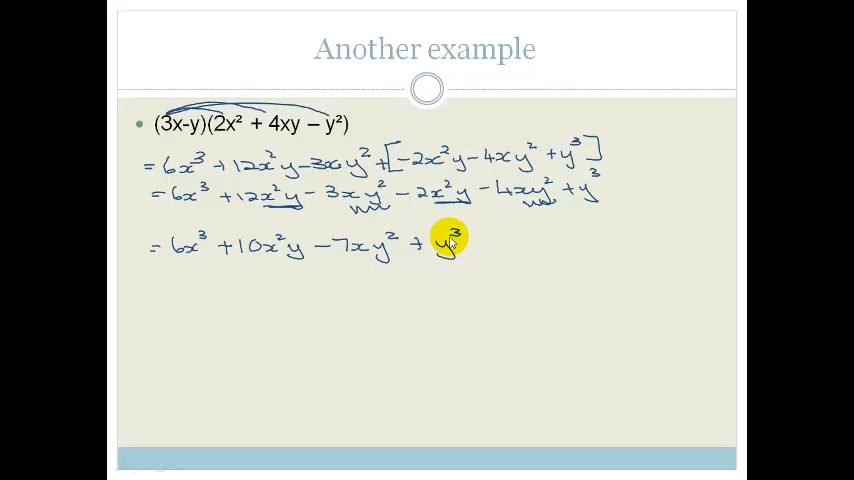 Another example
• (3x-y)(2x² + 4xy – y²)
= 6x³ + 12x²y - 3xy² + [-2x²y - 4xy² + y³]
= 6x³ + 12x²y - 3xy² - 2x²y - 4xy² + y³
= 6x³ + 10x²y - 7xy² + y³